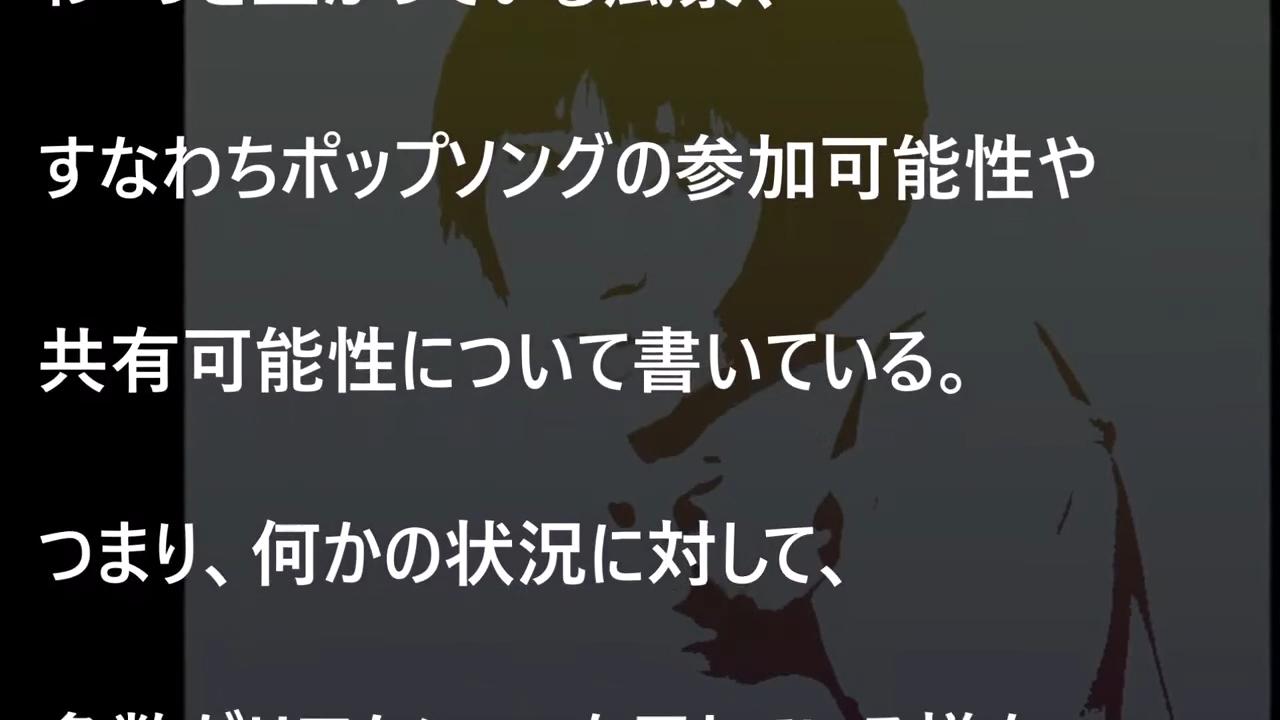 すなわちポップソングの参加可能性や
共有可能性について書いている。
つまり、何かの状況に対して、